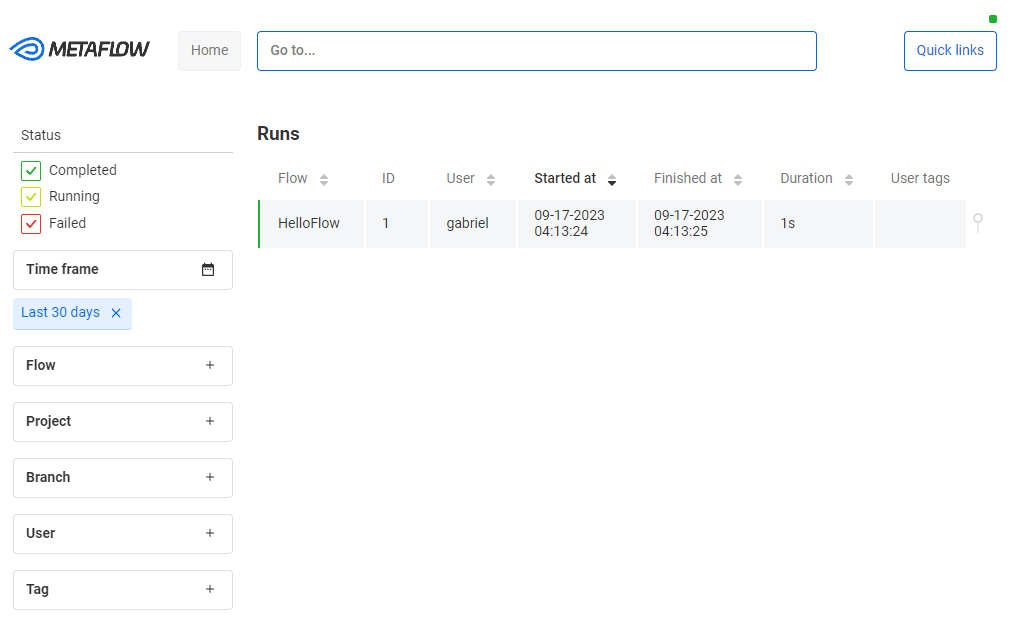 METAFLOW
Home
Go to...
Quick links
Status
Completed
Running
Failed
Time frame
Last 30 days
Flow
Project
Branch
User
Tag
Runs
Flow ID User Started at Finished at Duration User tags
HelloFlow 1 gabriel 09-17-2023 04:13:24 09-17-2023 04:13:25 1s